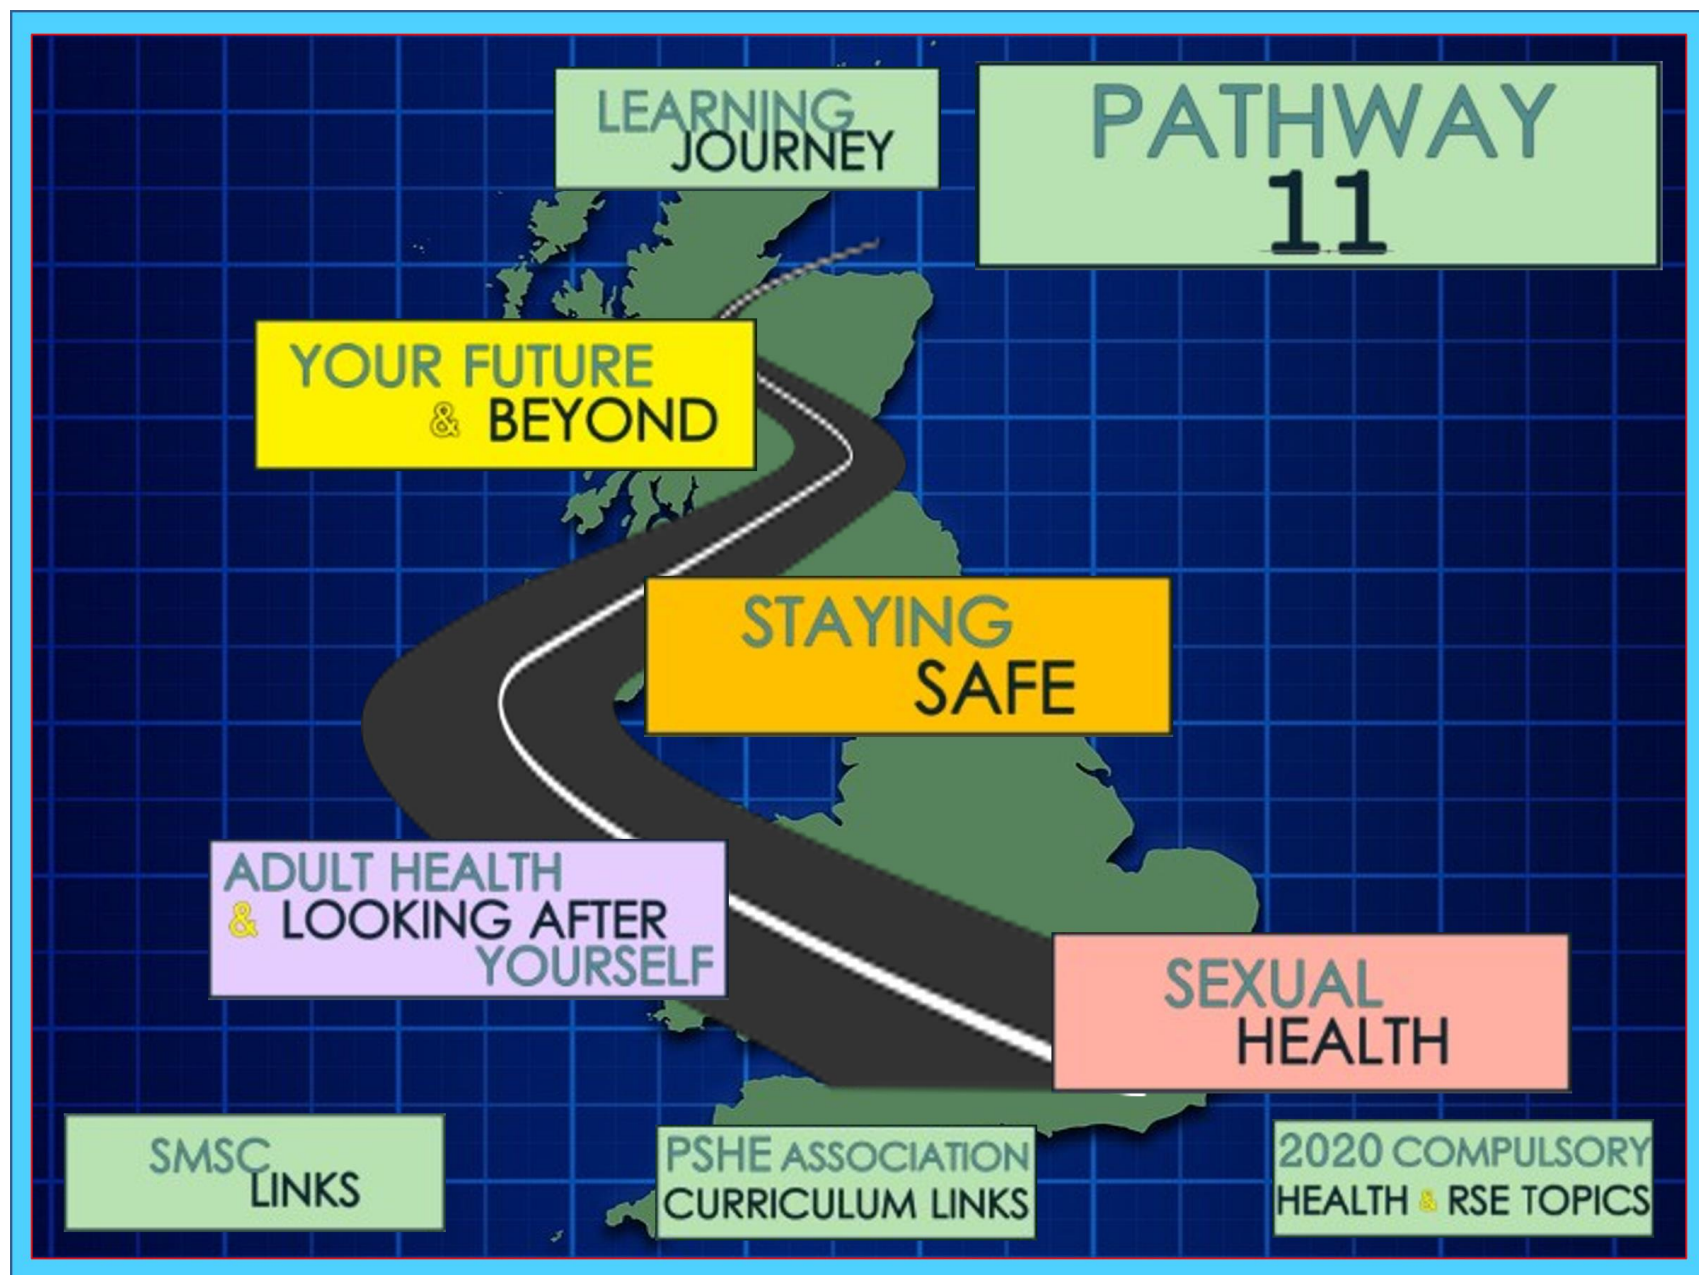 LEARNING
JOURNEY
PATHWAY
11
YOUR FUTURE
& BEYOND
STAYING
SAFE
ADULT HEALTH
& LOOKING AFTER
YOURSELF
SEXUAL
HEALTH
SMSC
LINKS
PSHE ASSOCIATION
CURRICULUM LINKS
2020 COMPULSORY
HEALTH & RSE TOPICS